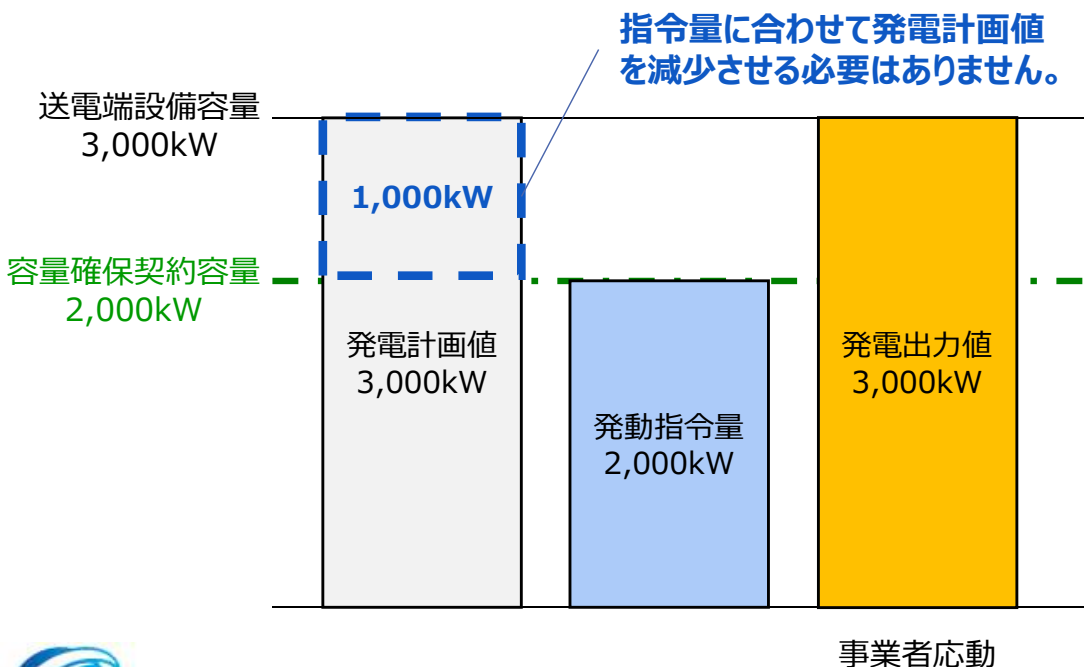 指令量に合わせて発電計画値
を減少させる必要はありません。
送電端設備容量
3,000kW
1,000kW
容量確保契約容量
2,000kW
発電計画値
3,000kW
発動指令量
2,000kW
発電出力値
3,000kW
事業者応動